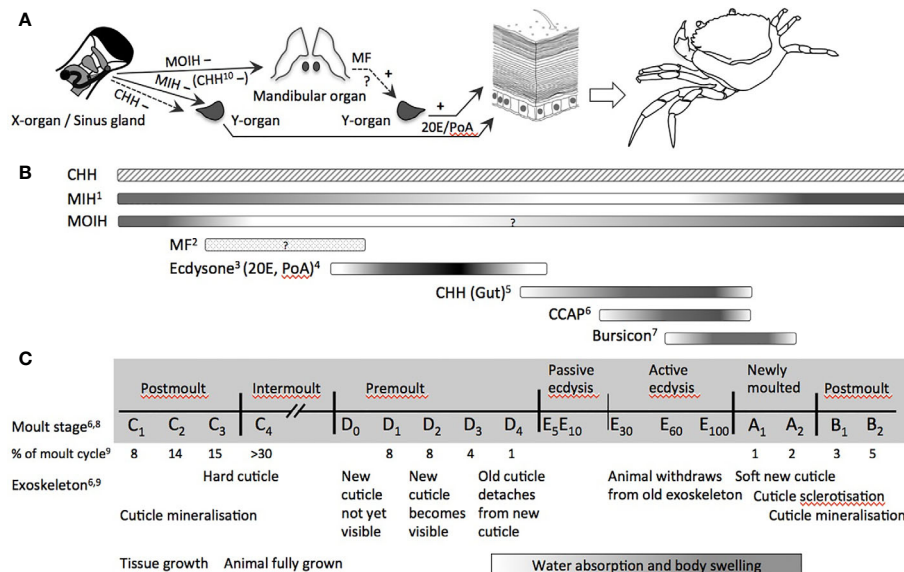 A
MOIH –
MIH – (CHH10 –)
CHH –
X-organ / Sinus gland
Y-organ
Mandibular organ
MF
?
+
Y-organ
+
20E/PoA
B
CHH
MIH1
MOIH
?
MF2
?
Ecdysone3 (20E, PoA)4
CHH (Gut)5
CCAP6
Bursicon7
C
Postmoult Intermoult Premoult Passive ecdysis Active ecdysis Newly moulted Postmoult
Moult stage6,8 C1 C2 C3 C4 D0 D1 D2 D3 D4 E5 E10 E30 E60 E100 A1 A2 B1 B2
% of moult cycle9 8 14 15 >30 8 8 4 1 1 2 3 5
Exoskeleton6,9
Hard cuticle
Cuticle mineralisation
New cuticle not yet visible
New cuticle becomes visible
Old cuticle detaches from new cuticle
Animal withdraws from old exoskeleton
Soft new cuticle
Cuticle sclerotisation
Cuticle mineralisation
Tissue growth Animal fully grown
Water absorption and body swelling